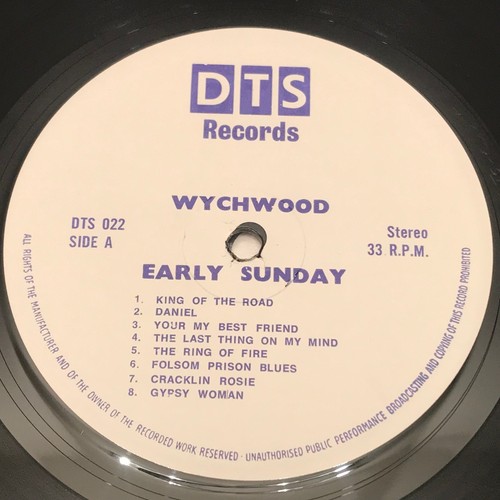 DTS
Records
WYCHWOOD
DTS 022
SIDE A
Stereo
33 R.P.M.
EARLY SUNDAY
1. KING OF THE ROAD
2. DANIEL
3. YOUR MY BEST FRIEND
4. THE LAST THING ON MY MIND
5. THE RING OF FIRE
6. FOLSOM PRISON BLUES
7. CRACKLIN ROSIE
8. GYPSY WOMAN
ALL RIGHTS OF THE MANUFACTURER AND OF THE OWNER OF THE RECORDED WORK RESERVED · UNAUTHORISED PUBLIC PERFORMANCE BROADCASTING AND COPYING OF THIS RECORD PROHIBITED